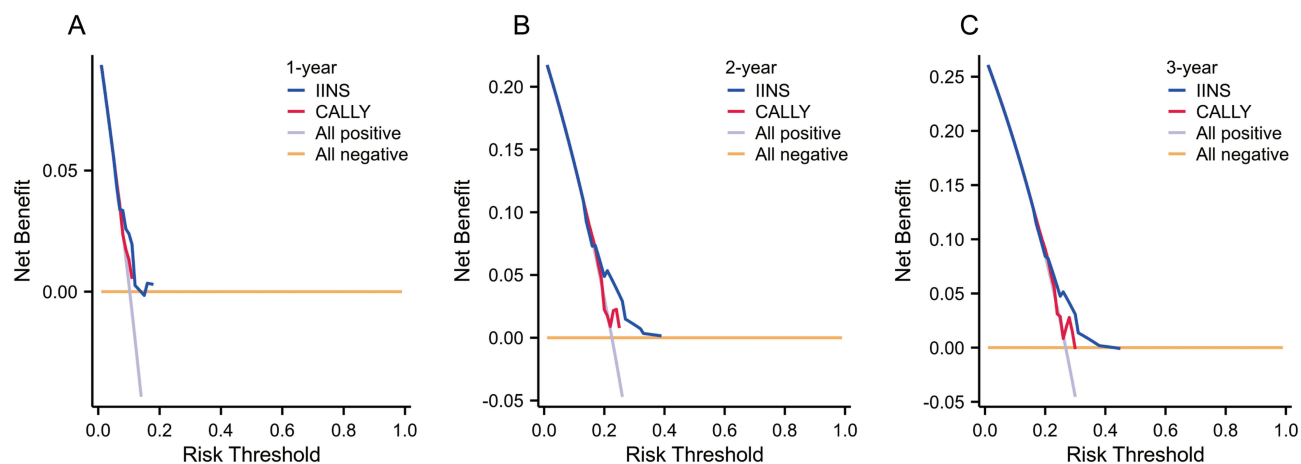 A
1-year
IINS
CALLY
All positive
All negative
0.05
0.00
Net Benefit
0.0 0.2 0.4 0.6 0.8 1.0
Risk Threshold
B
2-year
IINS
CALLY
All positive
All negative
0.20
0.15
0.10
0.05
0.00
-0.05
Net Benefit
0.0 0.2 0.4 0.6 0.8 1.0
Risk Threshold
C
3-year
IINS
CALLY
All positive
All negative
0.25
0.20
0.15
0.10
0.05
0.00
-0.05
Net Benefit
0.0 0.2 0.4 0.6 0.8 1.0
Risk Threshold